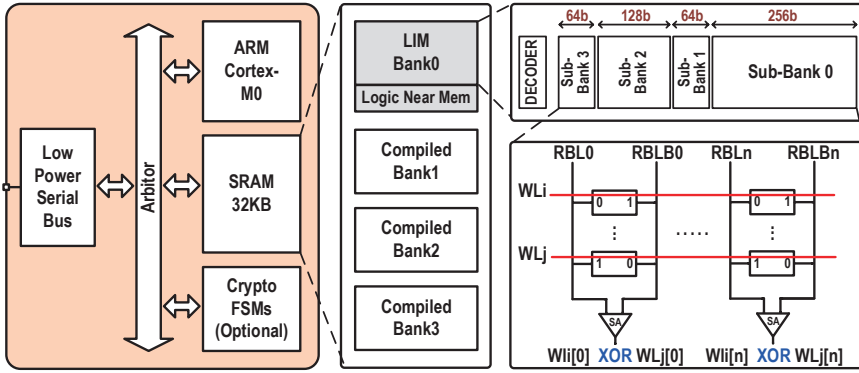 Low
Power
Serial
Bus
Arbitor
ARM
Cortex-
M0
SRAM
32KB
Crypto
FSMs
(Optional)
LIM
Bank0
Logic Near Mem
Compiled
Bank1
Compiled
Bank2
Compiled
Bank3
64b 128b 64b 256b
DECODER
Sub-
Bank 3
Sub-
Bank 2
Sub-
Bank 1
Sub-Bank 0
RBL0 RBLB0 RBLn RBLBn
WLi
0 1 0 1
⋮ ..... ⋮
WLj
1 0 1 0
SA SA
Wli[0] XOR WLj[0] Wli[n] XOR WLj[n]